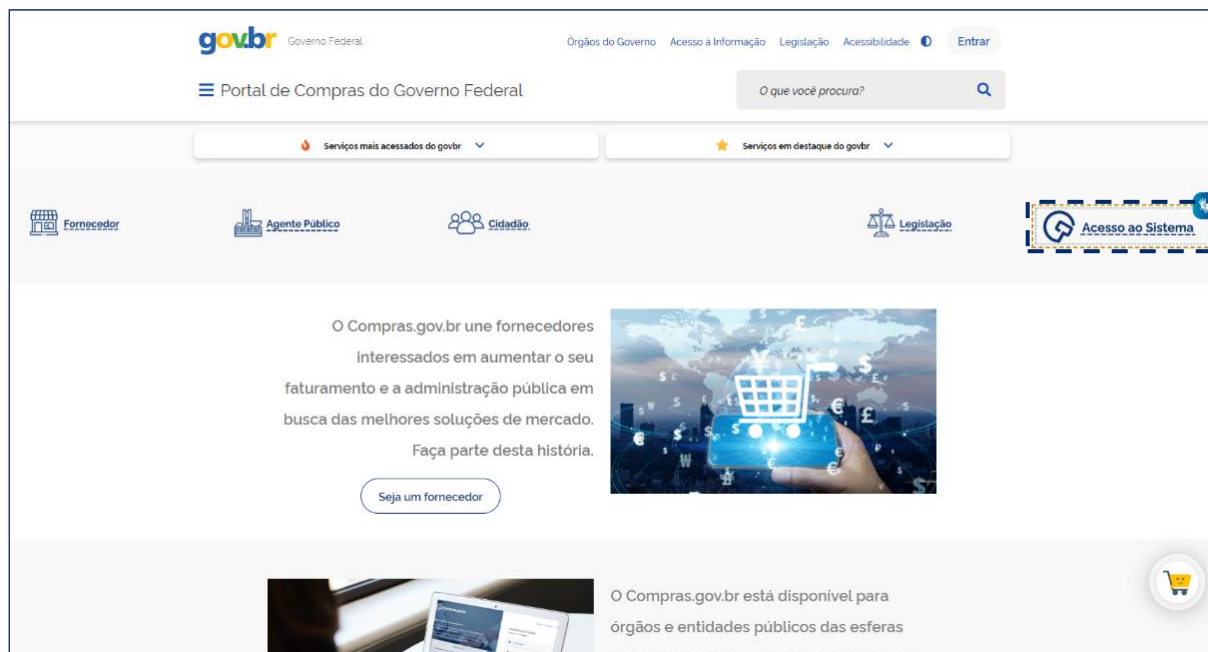 gov.br Governo Federal Órgãos do Governo Acesso à Informação Legislação Acessibilidade Entrar
Portal de Compras do Governo Federal O que você procura?
Serviços mais acessados do govbr Serviços em destaque do govbr
Fornecedor Agente Público Cidadão Legislação Acesso ao Sistema
O Compras.gov.br une fornecedores
interessados em aumentar o seu
faturamento e a administração pública em
busca das melhores soluções de mercado.
Faça parte desta história.
Seja um fornecedor
O Compras.gov.br está disponível para
órgãos e entidades públicos das esferas